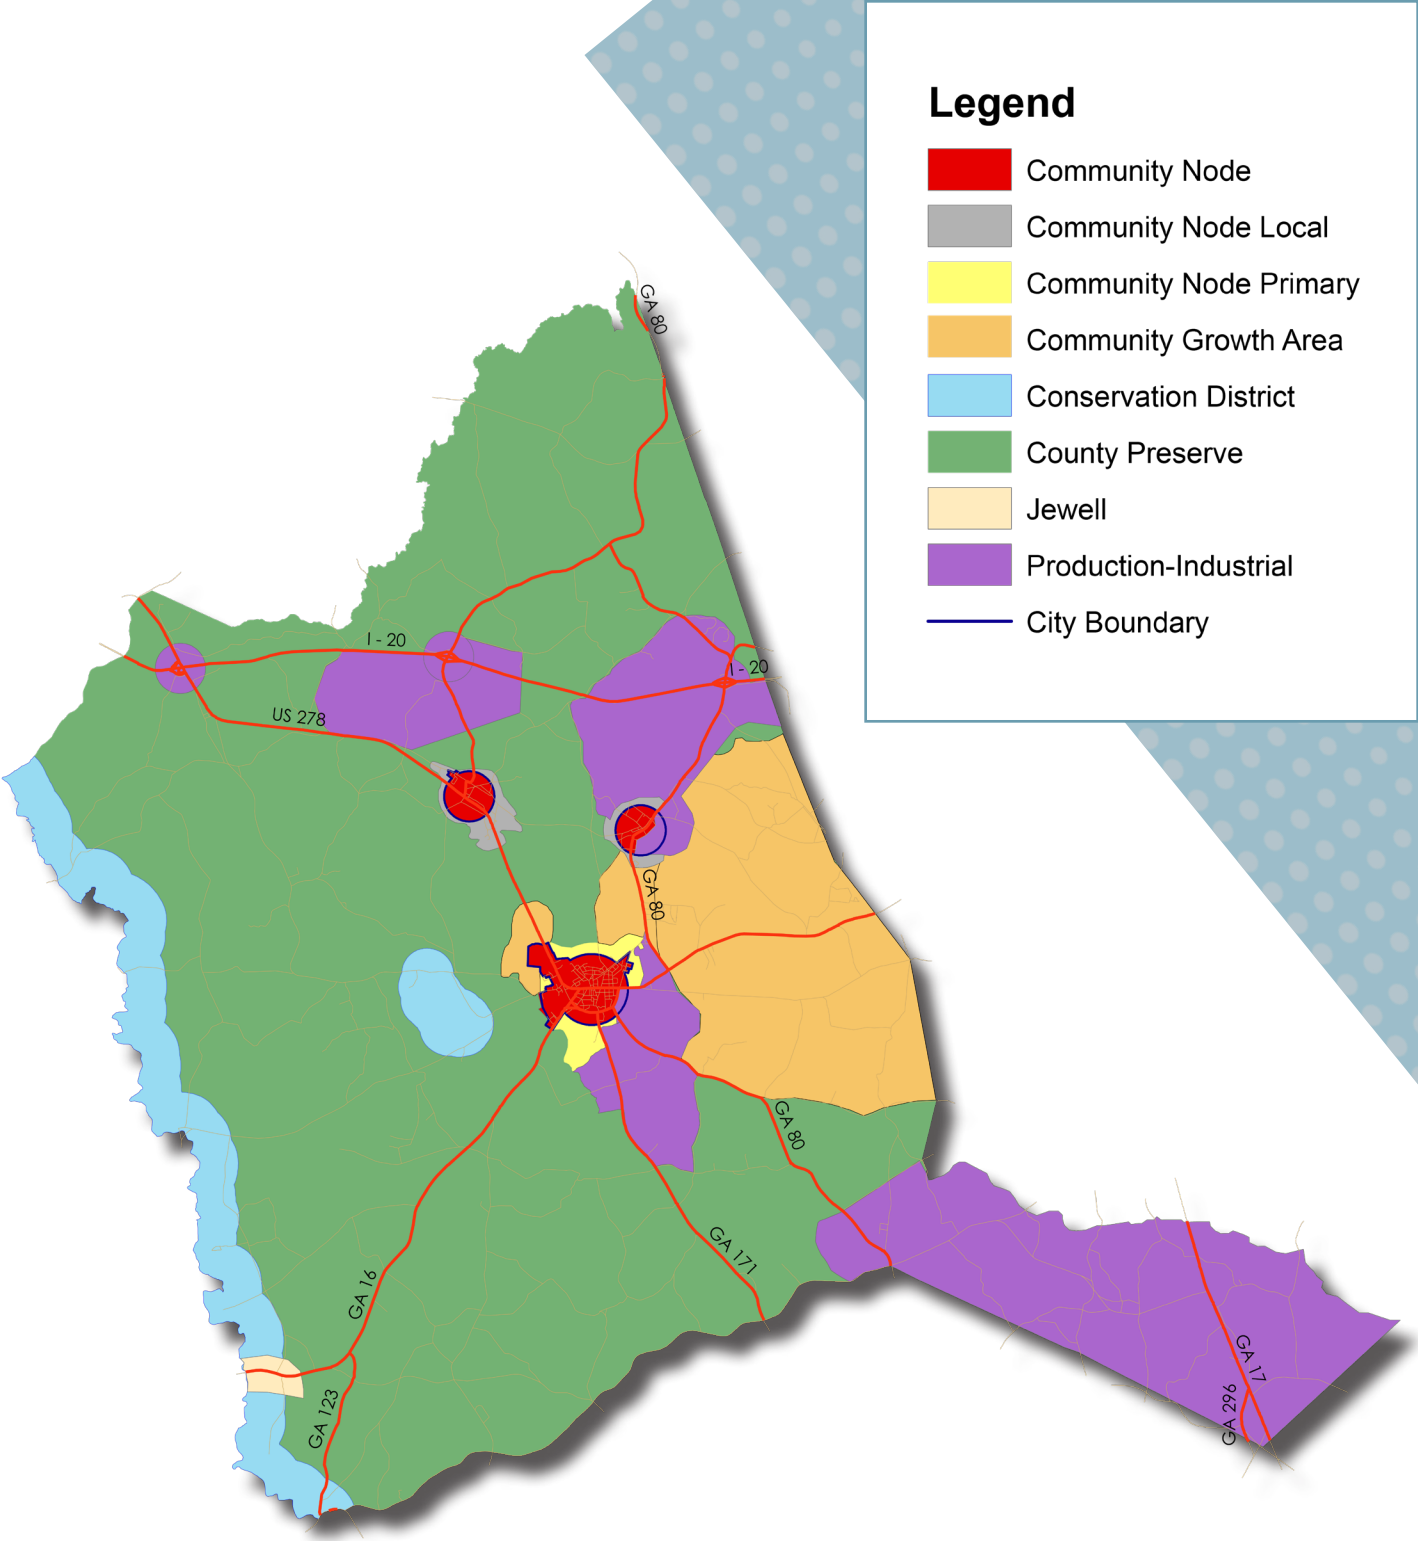 Legend
Community Node
Community Node Local
Community Node Primary
Community Growth Area
Conservation District
County Preserve
Jewell
Production-Industrial
City Boundary
GA 80
I - 20
I - 20
US 278
GA 80
GA 80
GA 171
GA 16
GA 123
GA 17
GA 296